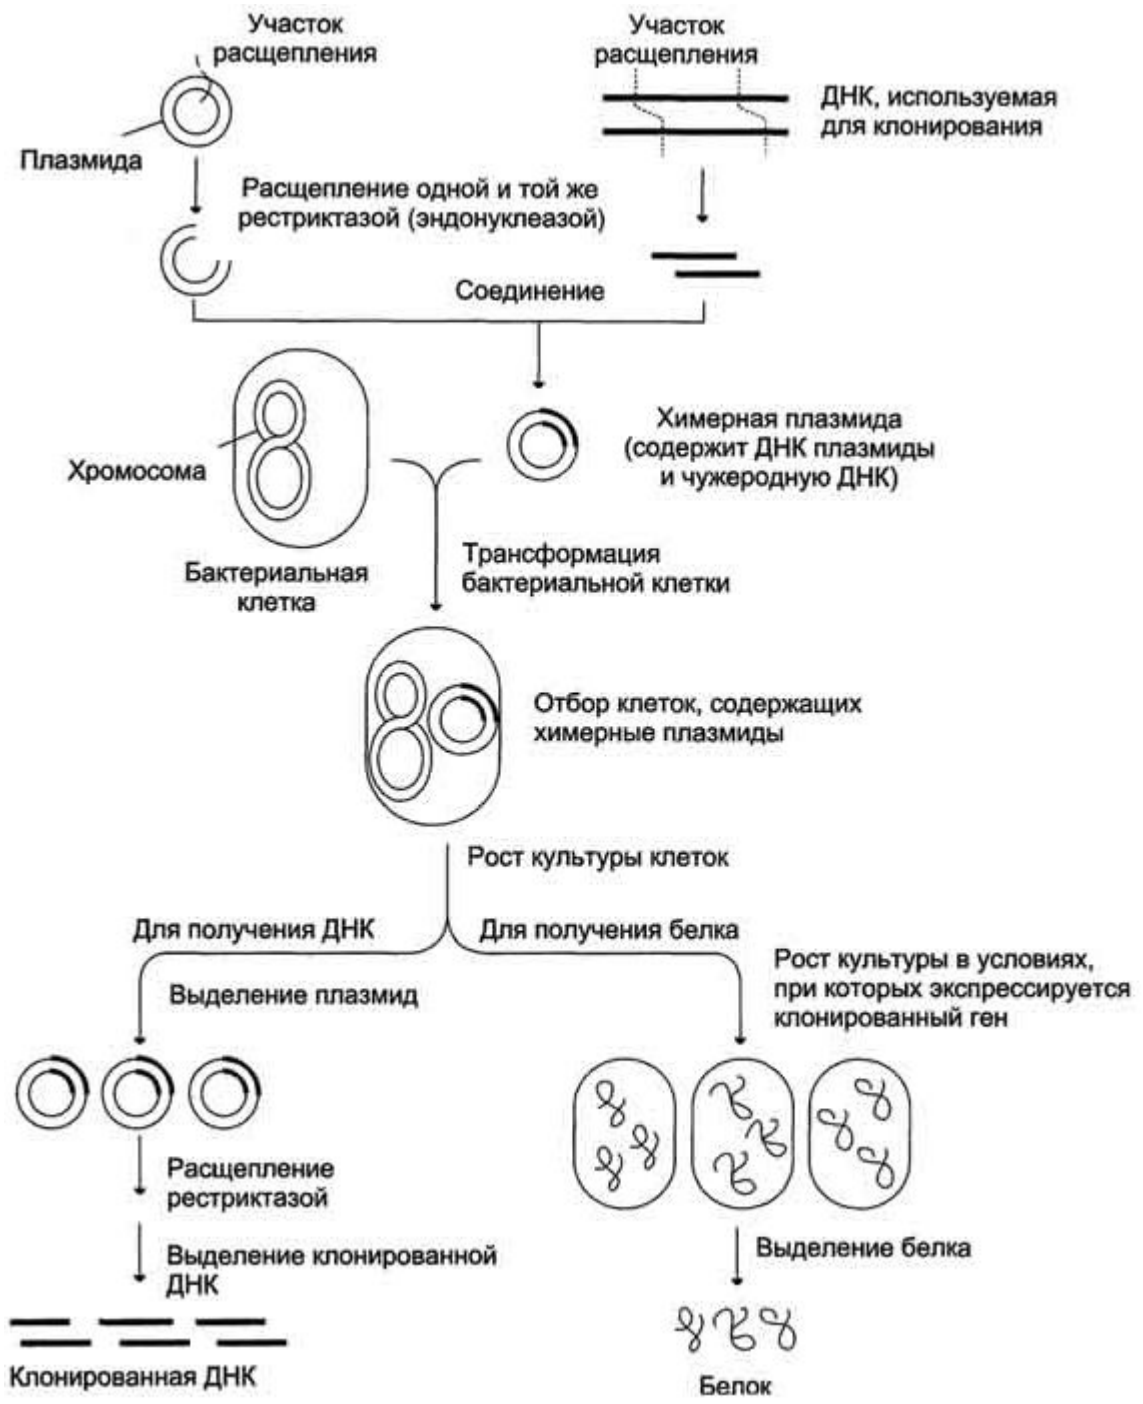 Участок
расщепления
Участок
расщепления
ДНК, используемая
для клонирования
Плазмида
Расщепление одной и той же
рестриктазой (эндонуклеазой)
Соединение
Химерная плазмида
(содержит ДНК плазмиды
и чужеродную ДНК)
Хромосома
Бактериальная
клетка
Трансформация
бактериальной клетки
Отбор клеток, содержащих
химерные плазмиды
Рост культуры клеток
Для получения ДНК
Для получения белка
Выделение плазмид
Рост культуры в условиях,
при которых экспрессируется
клонированный ген
Расщепление
рестриктазой
Выделение клонированной
ДНК
Клонированная ДНК
Выделение белка
Белок